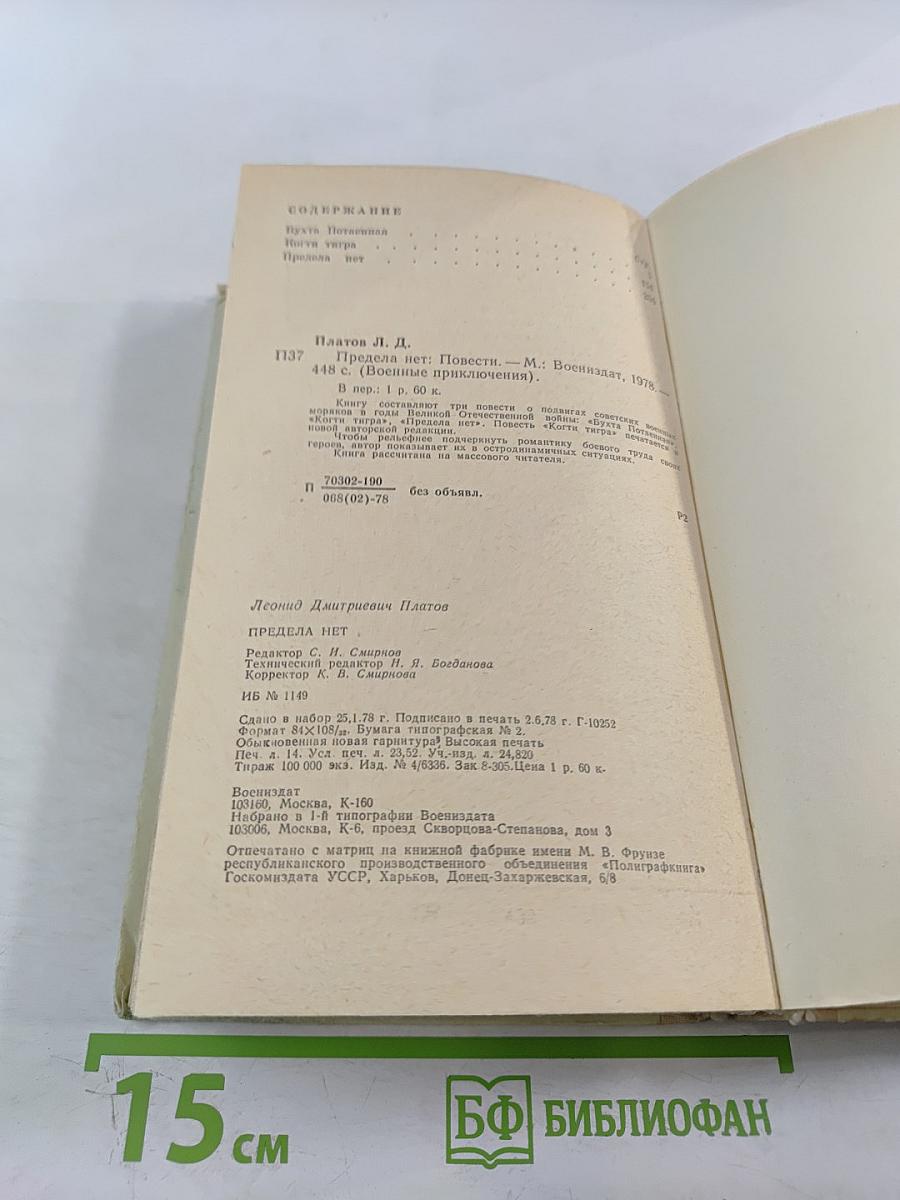 СОДЕРЖАНИЕ
Стр.
Бухта Потаенная . . . . . . . . 5
Когти тигра . . . . . . . .
Предела нет . . . . . . . .
Платов Л. Д.
П37 Предела нет: Повести. — М.: Воениздат, 1978. —
448 с. (Военные приключения).
В пер.: 1 р. 60 к.
Книгу составляют три повести о подвигах советских военных
моряков в годы Великой Отечественной войны: «Бухта Потаенная»,
«Когти тигра», «Предела нет». Повесть «Когти тигра» печатается в
новой авторской редакции.
Чтобы рельефнее подчеркнуть романтику боевого труда своих
героев, автор показывает их в остродинамичных ситуациях.
Книга рассчитана на массового читателя.
П 70302-190
068(02)-78 без объявл.
Р2
Леонид Дмитриевич Платов
ПРЕДЕЛА НЕТ
Редактор С. И. Смирнов
Технический редактор Н. Я. Богданова
Корректор К. В. Смирнова
ИБ № 1149
Сдано в набор 25.1.78 г. Подписано в печать 2.6.78 г. Г-10252
Формат 84×108/32. Бумага типографская № 2.
Обыкновенная новая гарнитура. Высокая печать
Печ. л. 14. Усл. печ. л. 23,52. Уч.-изд. л. 24,820
Тираж 100 000 экз. Изд. № 4/6336. Зак 8-305. Цена 1 р. 60 к.
Воениздат
103160, Москва, К-160
Набрано в 1-й типографии Воениздата
103006, Москва, К-6, проезд Скворцова-Степанова, дом 3
Отпечатано с матриц на книжной фабрике имени М. В. Фрунзе
республиканского производственного объединения «Полиграфкнига»
Госкомиздата УССР, Харьков, Донец-Захаржевская, 6/8
15 см
БФ БИБЛИОФАН